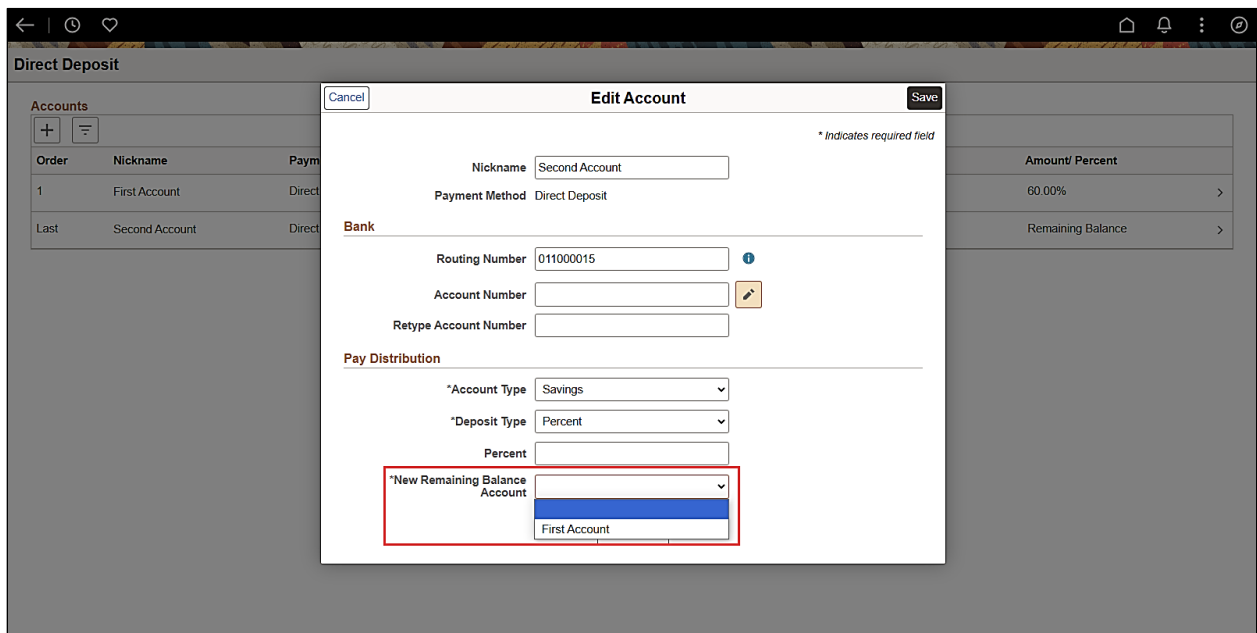 Direct Deposit
Accounts
Order Nickname Paym Amount/ Percent
1 First Account Direct 60.00%
Last Second Account Direct Remaining Balance
Cancel Edit Account Save
* Indicates required field
Nickname Second Account
Payment Method Direct Deposit
Bank
Routing Number 011000015
Account Number
Retype Account Number
Pay Distribution
*Account Type Savings
*Deposit Type Percent
Percent
*New Remaining Balance
Account
First Account